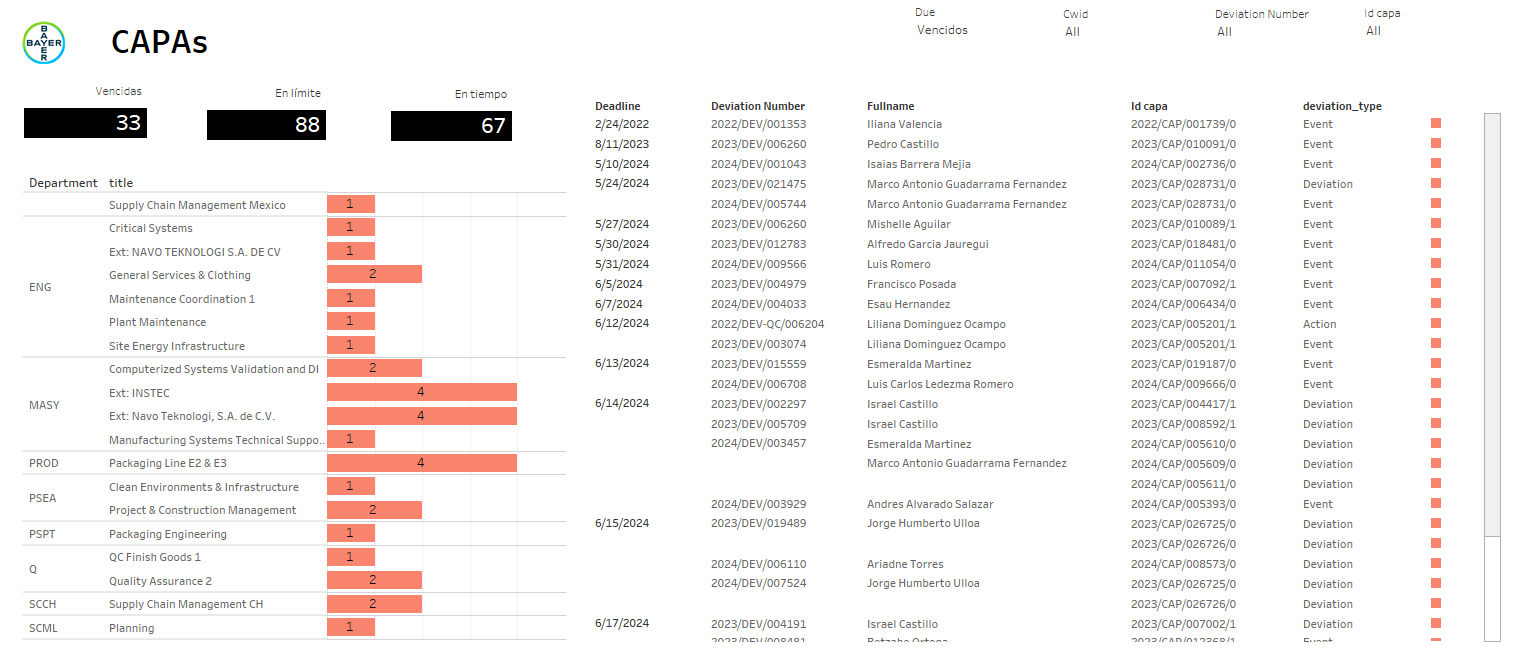 Due Cwid Deviation Number Id capa
Vencidos All All All
BAYER
BAYER
CAPAs
Vencidas En límite En tiempo
33 88 67
Department title
Supply Chain Management Mexico 1
Critical Systems 1
Ext: NAVO TEKNOLOGI S.A. DE CV 1
General Services & Clothing 2
ENG
Maintenance Coordination 1 1
Plant Maintenance 1
Site Energy Infrastructure 1
Computerized Systems Validation and DI 2
Ext: INSTEC 4
MASY
Ext: Navo Teknologi, S.A. de C.V. 4
Manufacturing Systems Technical Suppo.. 1
PROD Packaging Line E2 & E3 4
Clean Environments & Infrastructure 1
PSEA
Project & Construction Management 2
PSPT Packaging Engineering 1
QC Finish Goods 1 1
Q
Quality Assurance 2 2
SCCH Supply Chain Management CH 2
SCML Planning 1
Deadline Deviation Number Fullname Id capa deviation_type
2/24/2022 2022/DEV/001353 Iliana Valencia 2022/CAP/001739/0 Event
8/11/2023 2023/DEV/006260 Pedro Castillo 2023/CAP/010091/0 Event
5/10/2024 2024/DEV/001043 Isaias Barrera Mejia 2024/CAP/002736/0 Event
5/24/2024 2023/DEV/021475 Marco Antonio Guadarrama Fernandez 2023/CAP/028731/0 Deviation
2024/DEV/005744 Marco Antonio Guadarrama Fernandez 2023/CAP/028731/0 Event
5/27/2024 2023/DEV/006260 Mishelle Aguilar 2023/CAP/010089/1 Event
5/30/2024 2023/DEV/012783 Alfredo Garcia Jauregui 2023/CAP/018481/0 Event
5/31/2024 2024/DEV/009566 Luis Romero 2024/CAP/011054/0 Event
6/5/2024 2023/DEV/004979 Francisco Posada 2023/CAP/007092/1 Event
6/7/2024 2024/DEV/004033 Esau Hernandez 2024/CAP/006434/0 Event
6/12/2024 2022/DEV-QC/006204 Liliana Dominguez Ocampo 2023/CAP/005201/1 Action
2023/DEV/003074 Liliana Dominguez Ocampo 2023/CAP/005201/1 Event
6/13/2024 2023/DEV/015559 Esmeralda Martinez 2023/CAP/019187/0 Event
2024/DEV/006708 Luis Carlos Ledezma Romero 2024/CAP/009666/0 Event
6/14/2024 2023/DEV/002297 Israel Castillo 2023/CAP/004417/1 Deviation
2023/DEV/005709 Israel Castillo 2023/CAP/008592/1 Deviation
2024/DEV/003457 Esmeralda Martinez 2024/CAP/005610/0 Deviation
Marco Antonio Guadarrama Fernandez 2024/CAP/005609/0 Deviation
2024/CAP/005611/0 Deviation
2024/DEV/003929 Andres Alvarado Salazar 2024/CAP/005393/0 Event
6/15/2024 2023/DEV/019489 Jorge Humberto Ulloa 2023/CAP/026725/0 Deviation
2023/CAP/026726/0 Deviation
2024/DEV/006110 Ariadne Torres 2024/CAP/008573/0 Deviation
2024/DEV/007524 Jorge Humberto Ulloa 2023/CAP/026725/0 Deviation
2023/CAP/026726/0 Deviation
6/17/2024 2023/DEV/004191 Israel Castillo 2023/CAP/007002/1 Deviation